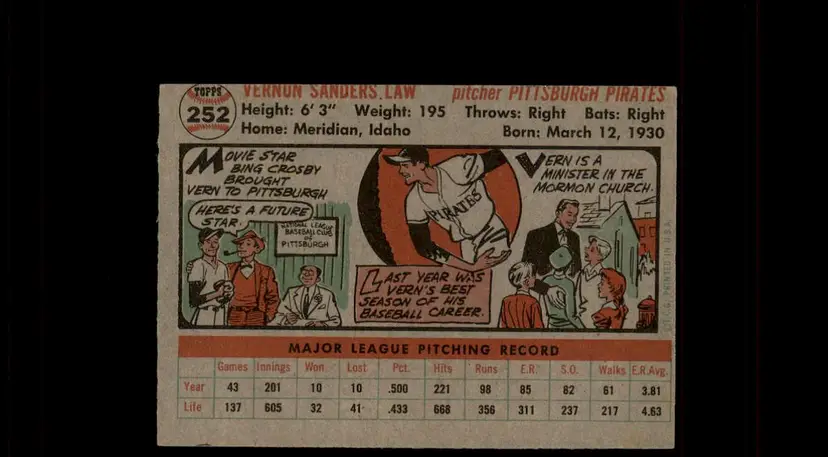 TOPPS
252
VERNON SANDERS LAW pitcher PITTSBURGH PIRATES
Height: 6' 3" Weight: 195 Throws: Right Bats: Right
Home: Meridian, Idaho Born: March 12, 1930
MOVIE STAR
BING CROSBY
BROUGHT
VERN TO PITTSBURGH
HERE'S A FUTURE
STAR.
NATIONAL LEAGUE
BASEBALL CLUB
OF
PITTSBURGH
PIRATES
LAST YEAR WAS
VERN'S BEST
SEASON OF HIS
BASEBALL CAREER.
VERN IS A
MINISTER IN THE
MORMON CHURCH.
©T.C.G. PRINTED IN U.S.A.
MAJOR LEAGUE PITCHING RECORD
Games Innings Won Lost Pct. Hits Runs E.R. S.O. Walks E.R.Avg.
Year 43 201 10 10 .500 221 98 85 82 61 3.81
Life 137 605 32 41 .433 668 356 311 237 217 4.63